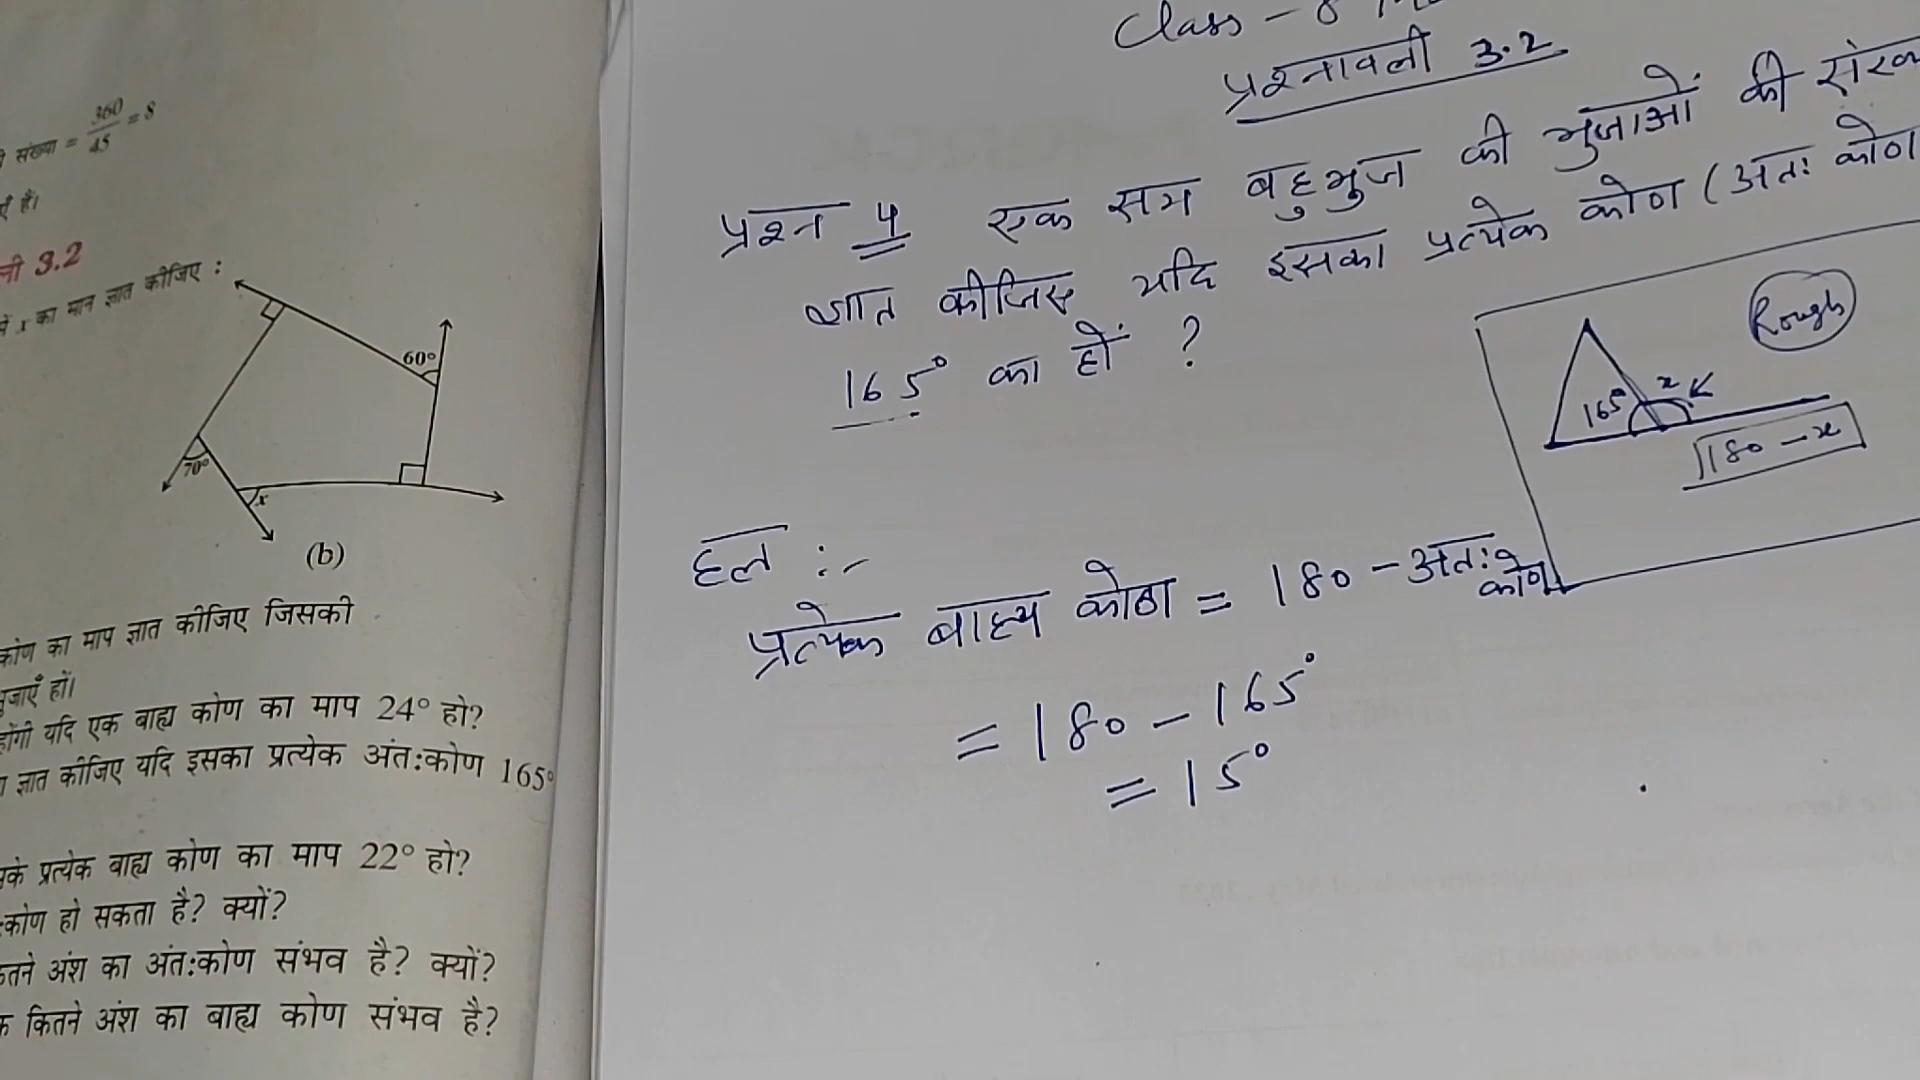 संख्या = 360/45 = 8
हैं।
3.2
x का मान ज्ञात कीजिए :
60°
70°
x
(b)
कोण का माप ज्ञात कीजिए जिसकी
हों।
यदि एक बाह्य कोण का माप 24° हो?
ज्ञात कीजिए यदि इसका प्रत्येक अंत:कोण 165°
प्रत्येक बाह्य कोण का माप 22° हो?
कोण हो सकता है? क्यों?
अंश का अंत:कोण संभव है? क्यों?
कितने अंश का बाह्य कोण संभव है?
Class - 8
प्रश्नावली 3.2
प्रश्न 4 एक सम बहुभुज की भुजाओं की
ज्ञात कीजिए यदि इसका प्रत्येक कोण (अतः कोण
165° का हों ?
Rough
165° x
180 - x
हल :-
प्रत्येक बाह्य कोण = 180 - अतः कोण
= 180 - 165°
= 15°